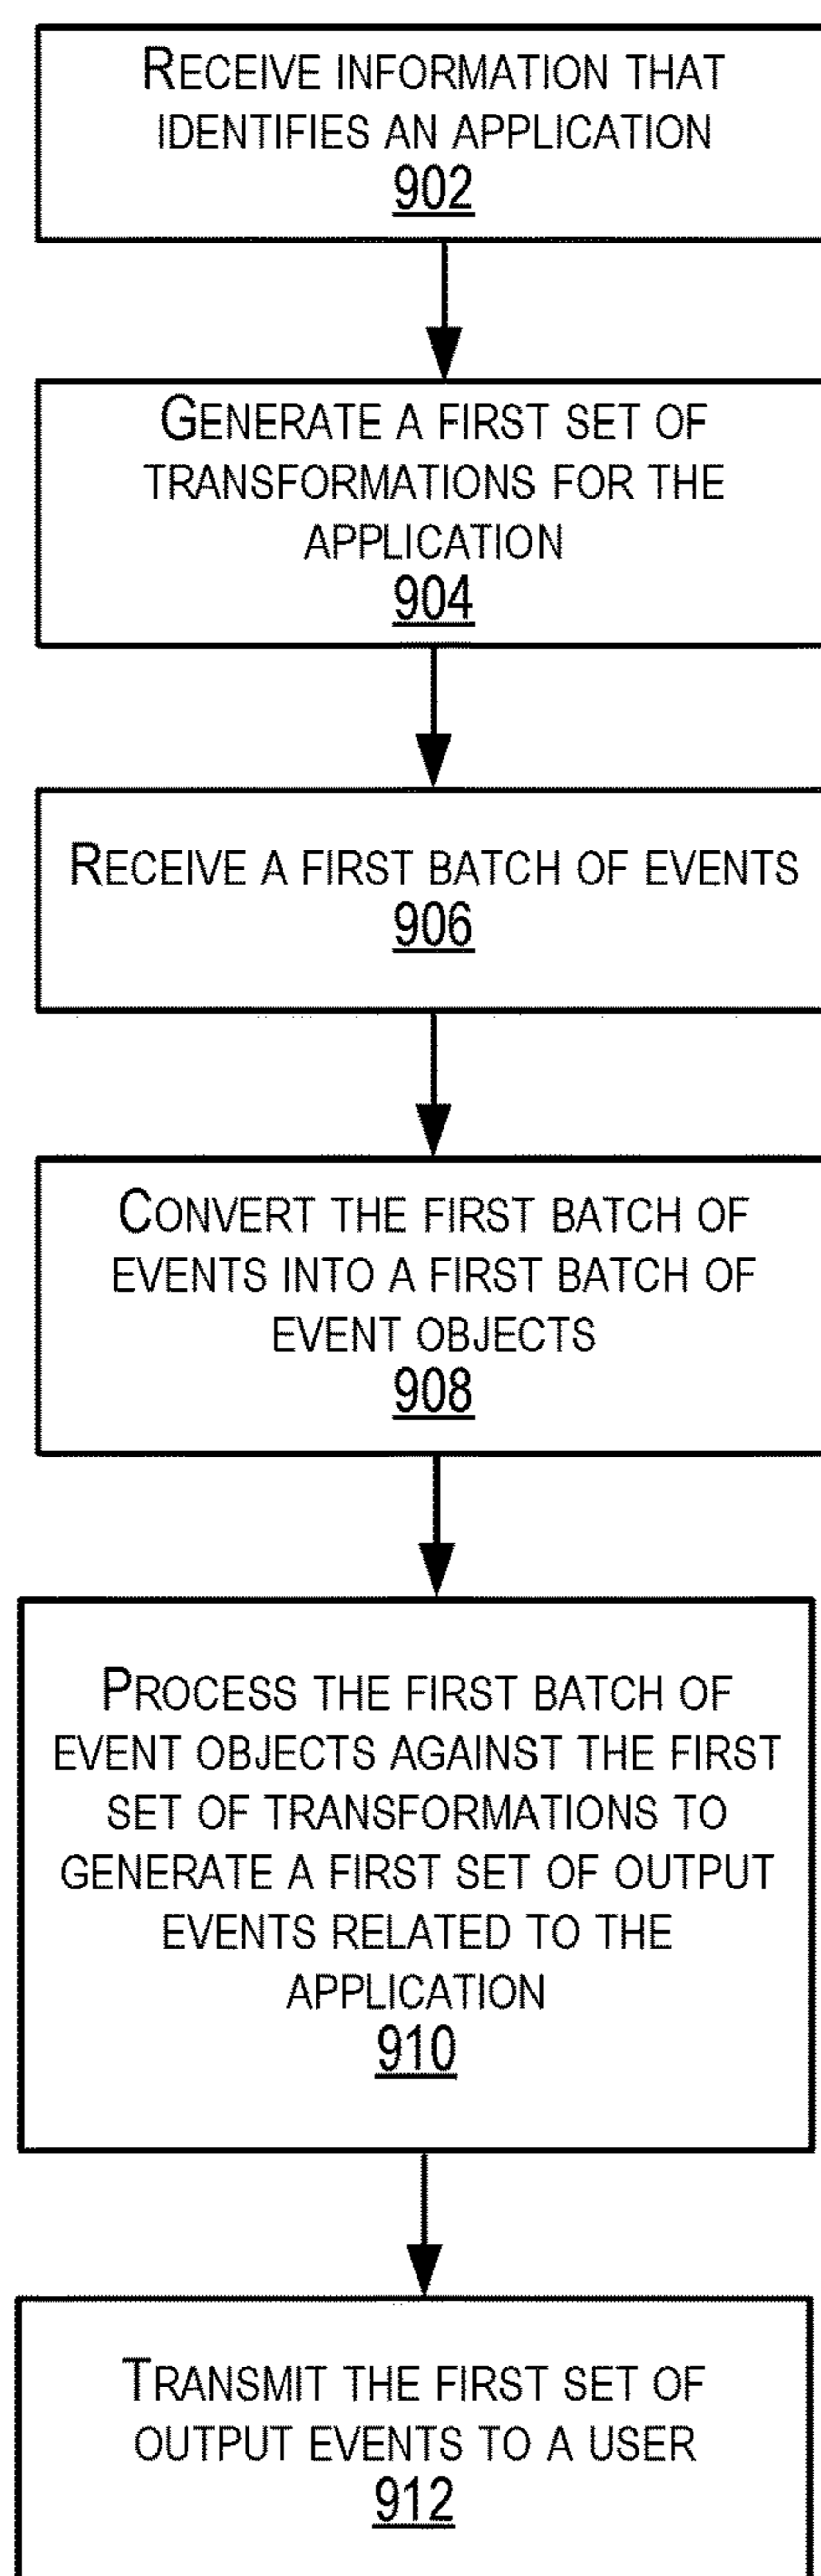 RECEIVE INFORMATION THAT
IDENTIFIES AN APPLICATION
902
GENERATE A FIRST SET OF
TRANSFORMATIONS FOR THE
APPLICATION
904
RECEIVE A FIRST BATCH OF EVENTS
906
CONVERT THE FIRST BATCH OF
EVENTS INTO A FIRST BATCH OF
EVENT OBJECTS
908
PROCESS THE FIRST BATCH OF
EVENT OBJECTS AGAINST THE FIRST
SET OF TRANSFORMATIONS TO
GENERATE A FIRST SET OF OUTPUT
EVENTS RELATED TO THE
APPLICATION
910
TRANSMIT THE FIRST SET OF
OUTPUT EVENTS TO A USER
912